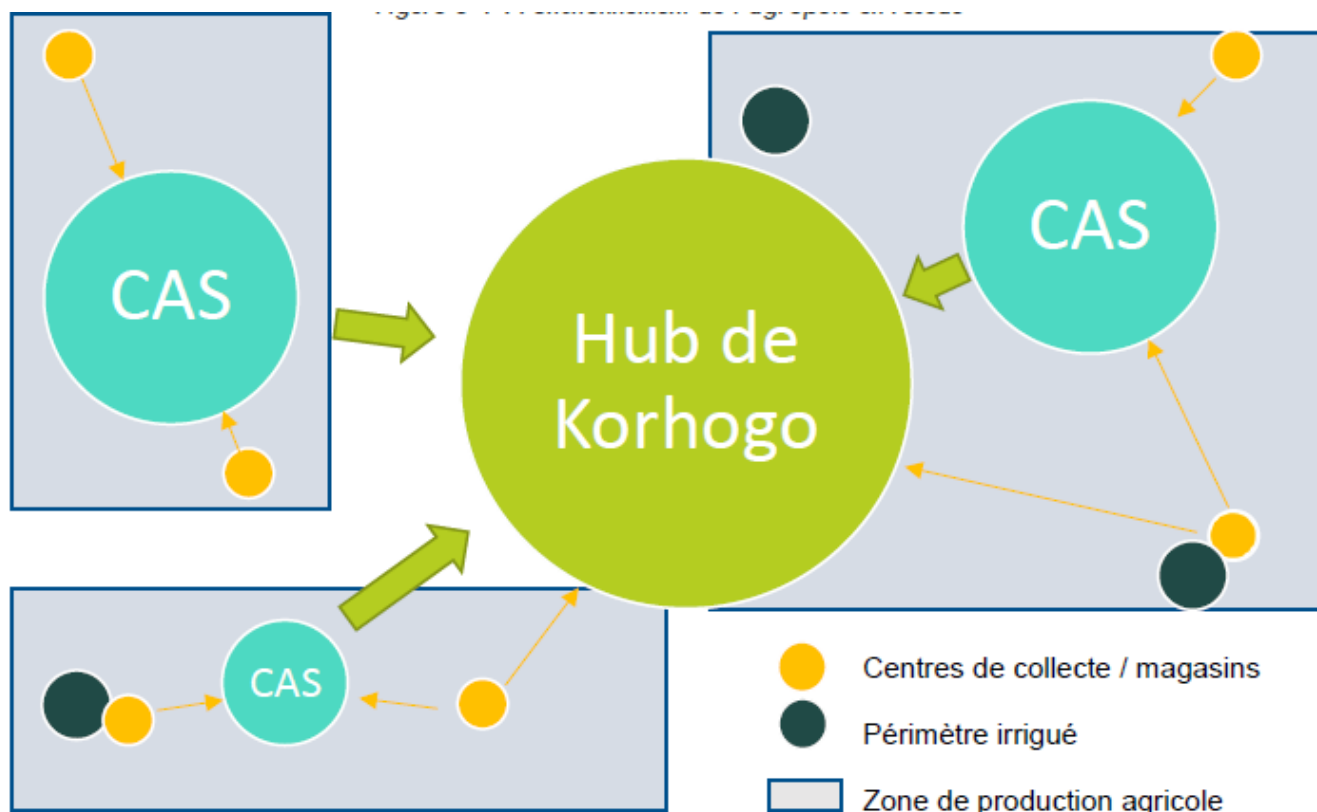 CAS
CAS
Hub de
Korhogo
CAS
Centres de collecte / magasins
Périmètre irrigué
Zone de production agricole